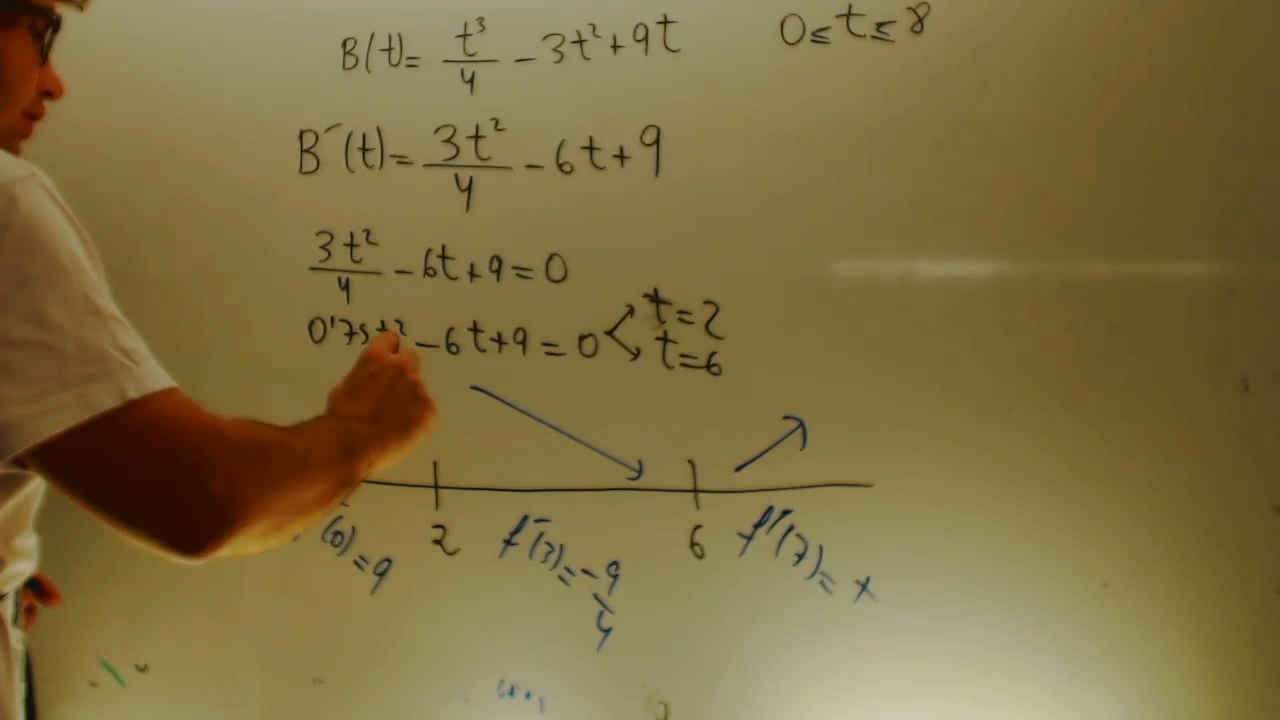 B(t)= t³/4 - 3t²+9t 0≤t≤8
B´(t)= 3t²/4 - 6t+9
3t²/4 - 6t+9=0
0'75t² - 6t+9=0 t=2
t=6
2 6
´(0)=9 f´(3)=-9/4 f´(7)=+